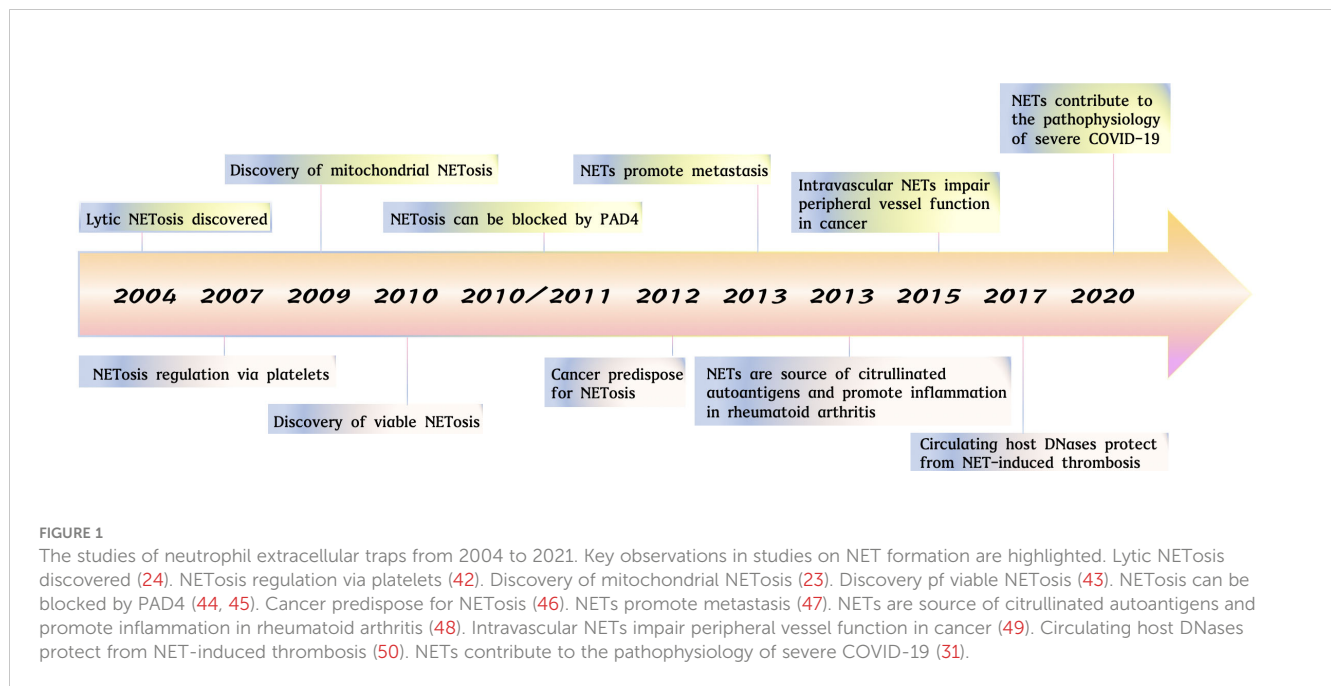 NETs contribute to
the pathophysiology
of severe COVID-19
Discovery of mitochondrial NETosis
NETs promote metastasis
Intravascular NETs impair
peripheral vessel function
in cancer
Lytic NETosis discovered
NETosis can be blocked by PAD4
2004 2007 2009 2010 2010/2011 2012 2013 2013 2015 2017 2020
NETosis regulation via platelets
Cancer predispose
for NETosis
NETs are source of citrullinated
autoantigens and promote inflammation
in rheumatoid arthritis
Discovery of viable NETosis
Circulating host DNases protect
from NET-induced thrombosis
FIGURE 1
The studies of neutrophil extracellular traps from 2004 to 2021. Key observations in studies on NET formation are highlighted. Lytic NETosis
discovered (24). NETosis regulation via platelets (42). Discovery of mitochondrial NETosis (23). Discovery pf viable NETosis (43). NETosis can be
blocked by PAD4 (44, 45). Cancer predispose for NETosis (46). NETs promote metastasis (47). NETs are source of citrullinated autoantigens and
promote inflammation in rheumatoid arthritis (48). Intravascular NETs impair peripheral vessel function in cancer (49). Circulating host DNases
protect from NET-induced thrombosis (50). NETs contribute to the pathophysiology of severe COVID-19 (31).